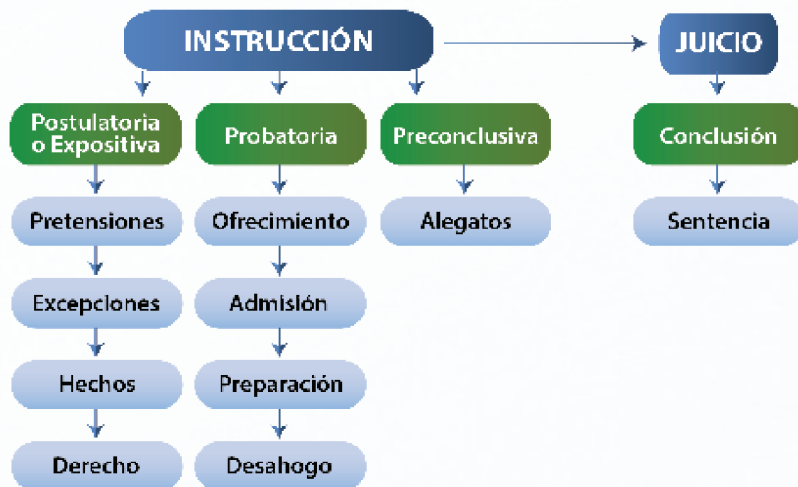 INSTRUCCIÓN
JUICIO
Postulatoria
o Expositiva
Probatoria
Preconclusiva
Conclusión
Pretensiones
Ofrecimiento
Alegatos
Sentencia
Excepciones
Admisión
Hechos
Preparación
Derecho
Desahogo